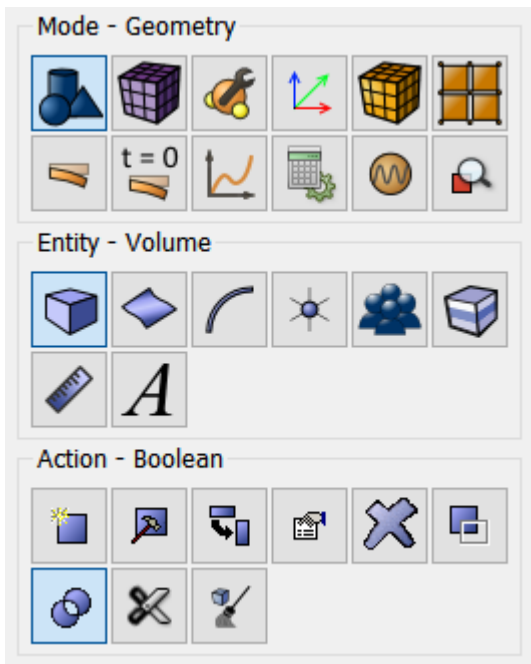 Mode - Geometry
t = 0
Entity - Volume
A
Action - Boolean